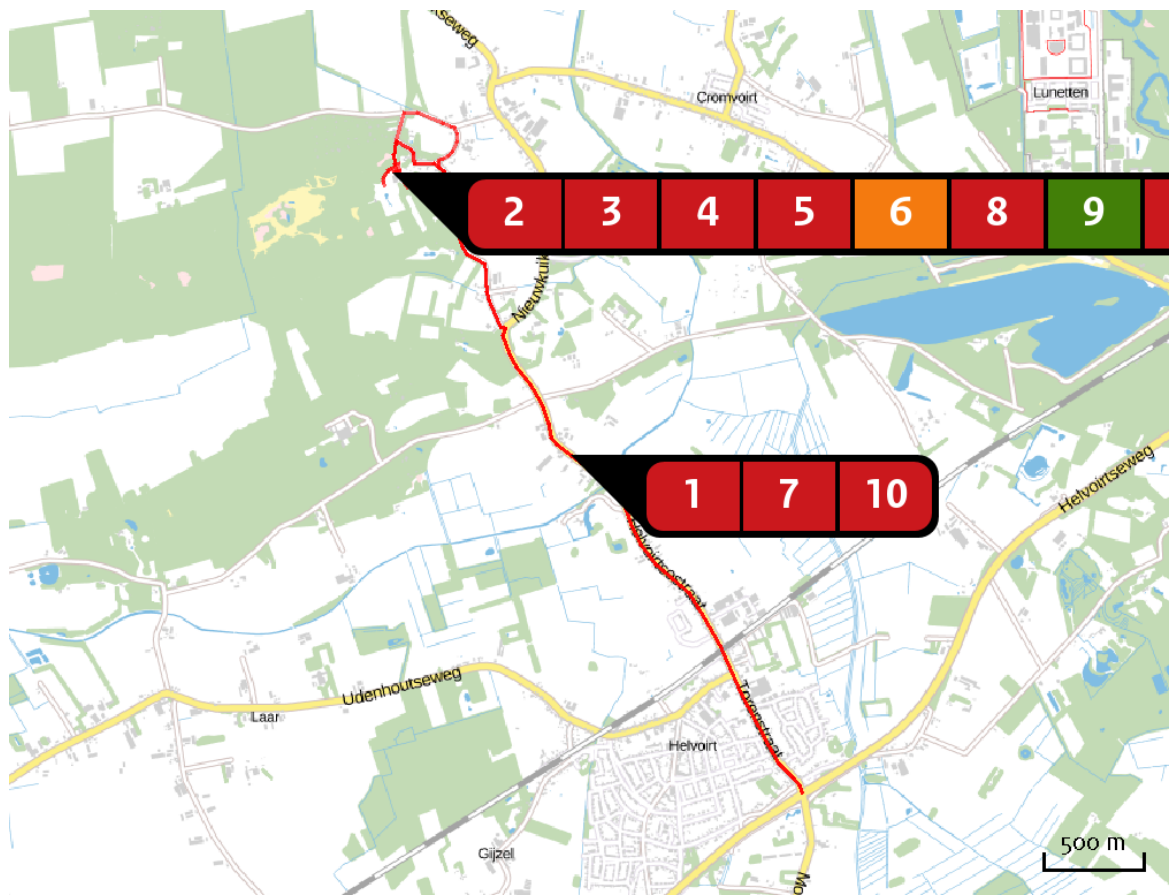 Cromvoirt
Lunetten
2 3 4 5 6 8 9
1 7 10
Helvoirtseweg
Udenhoutseweg
Laar
Torenstraat
Helvoirt
Gijzel
500 m